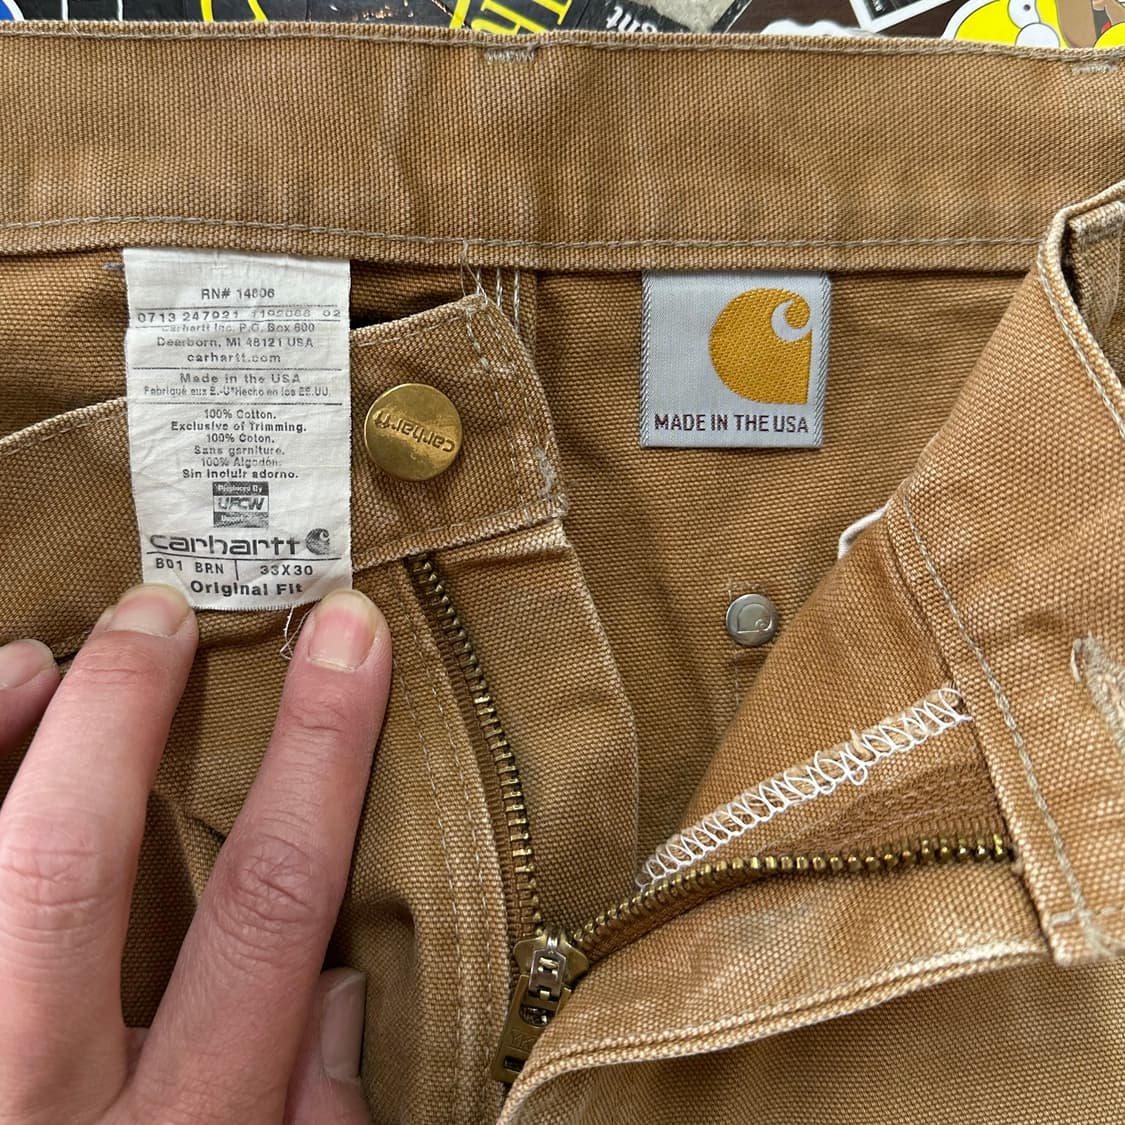 RN# 14806
0713 247921 1192088 02
Carhartt Inc. P.O. Box 600
Dearborn, MI 48121 USA
carhartt.com
Made in the USA
Fabriqué aux É.-U*Hecho en los EE.UU.
100% Cotton.
Exclusive of Trimming.
100% Coton.
Sans garniture.
100% Algodón.
Sin incluir adorno.
UFCW
carhartt
B01 BRN 33X30
Original Fit
carhartt
MADE IN THE USA